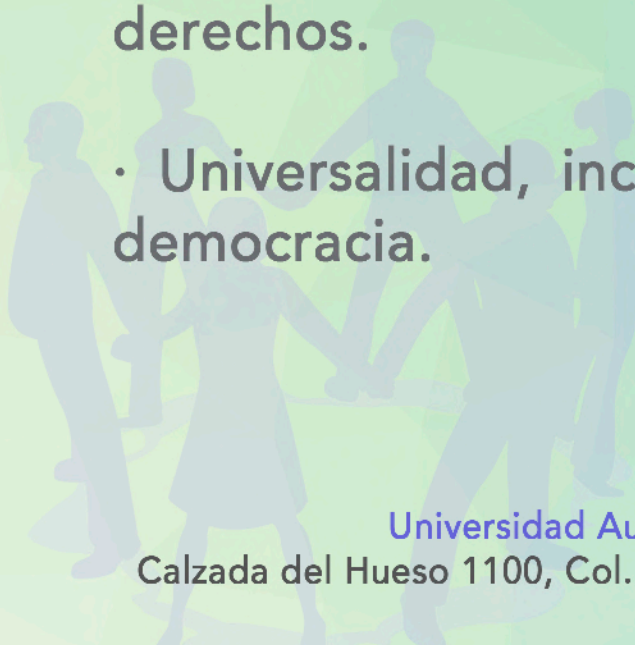 derechos.
· Universalidad, inc
democracia.
Universidad Au
Calzada del Hueso 1100, Col.